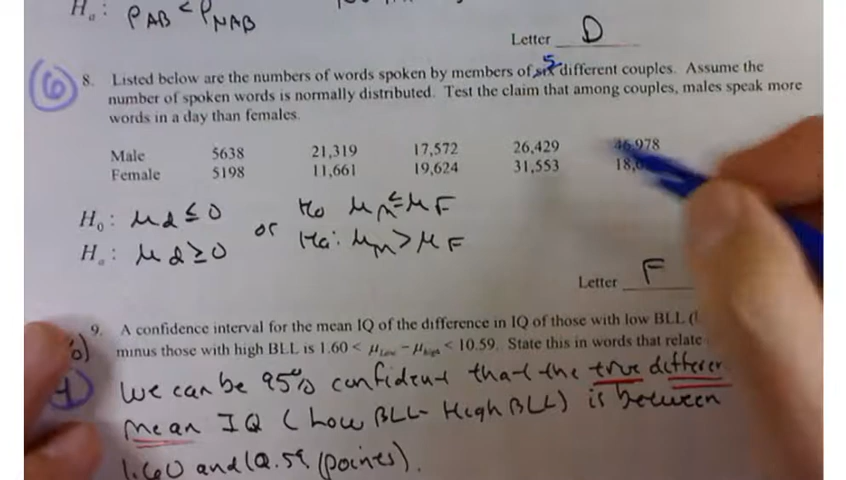 Hₐ: ρAB < ρNAB
Letter D
6
8. Listed below are the numbers of words spoken by members of six 5 different couples. Assume the
number of spoken words is normally distributed. Test the claim that among couples, males speak more
words in a day than females.
Male 5638 21,319 17,572 26,429 46,978
Female 5198 11,661 19,624 31,553
H₀: μd ≤ 0 or H₀ μm ≤ μF
Hₐ: μd ≥ 0 Ha: μm > μF
Letter F
9. A confidence interval for the mean IQ of the difference in IQ of those with low BLL
minus those with high BLL is 1.60 < μLow − μhigh < 10.59. State this in words that relate
We can be 95% confident that the true differen
mean IQ (Low BLL- High BLL) is between
1.60 and 10.59 (points).